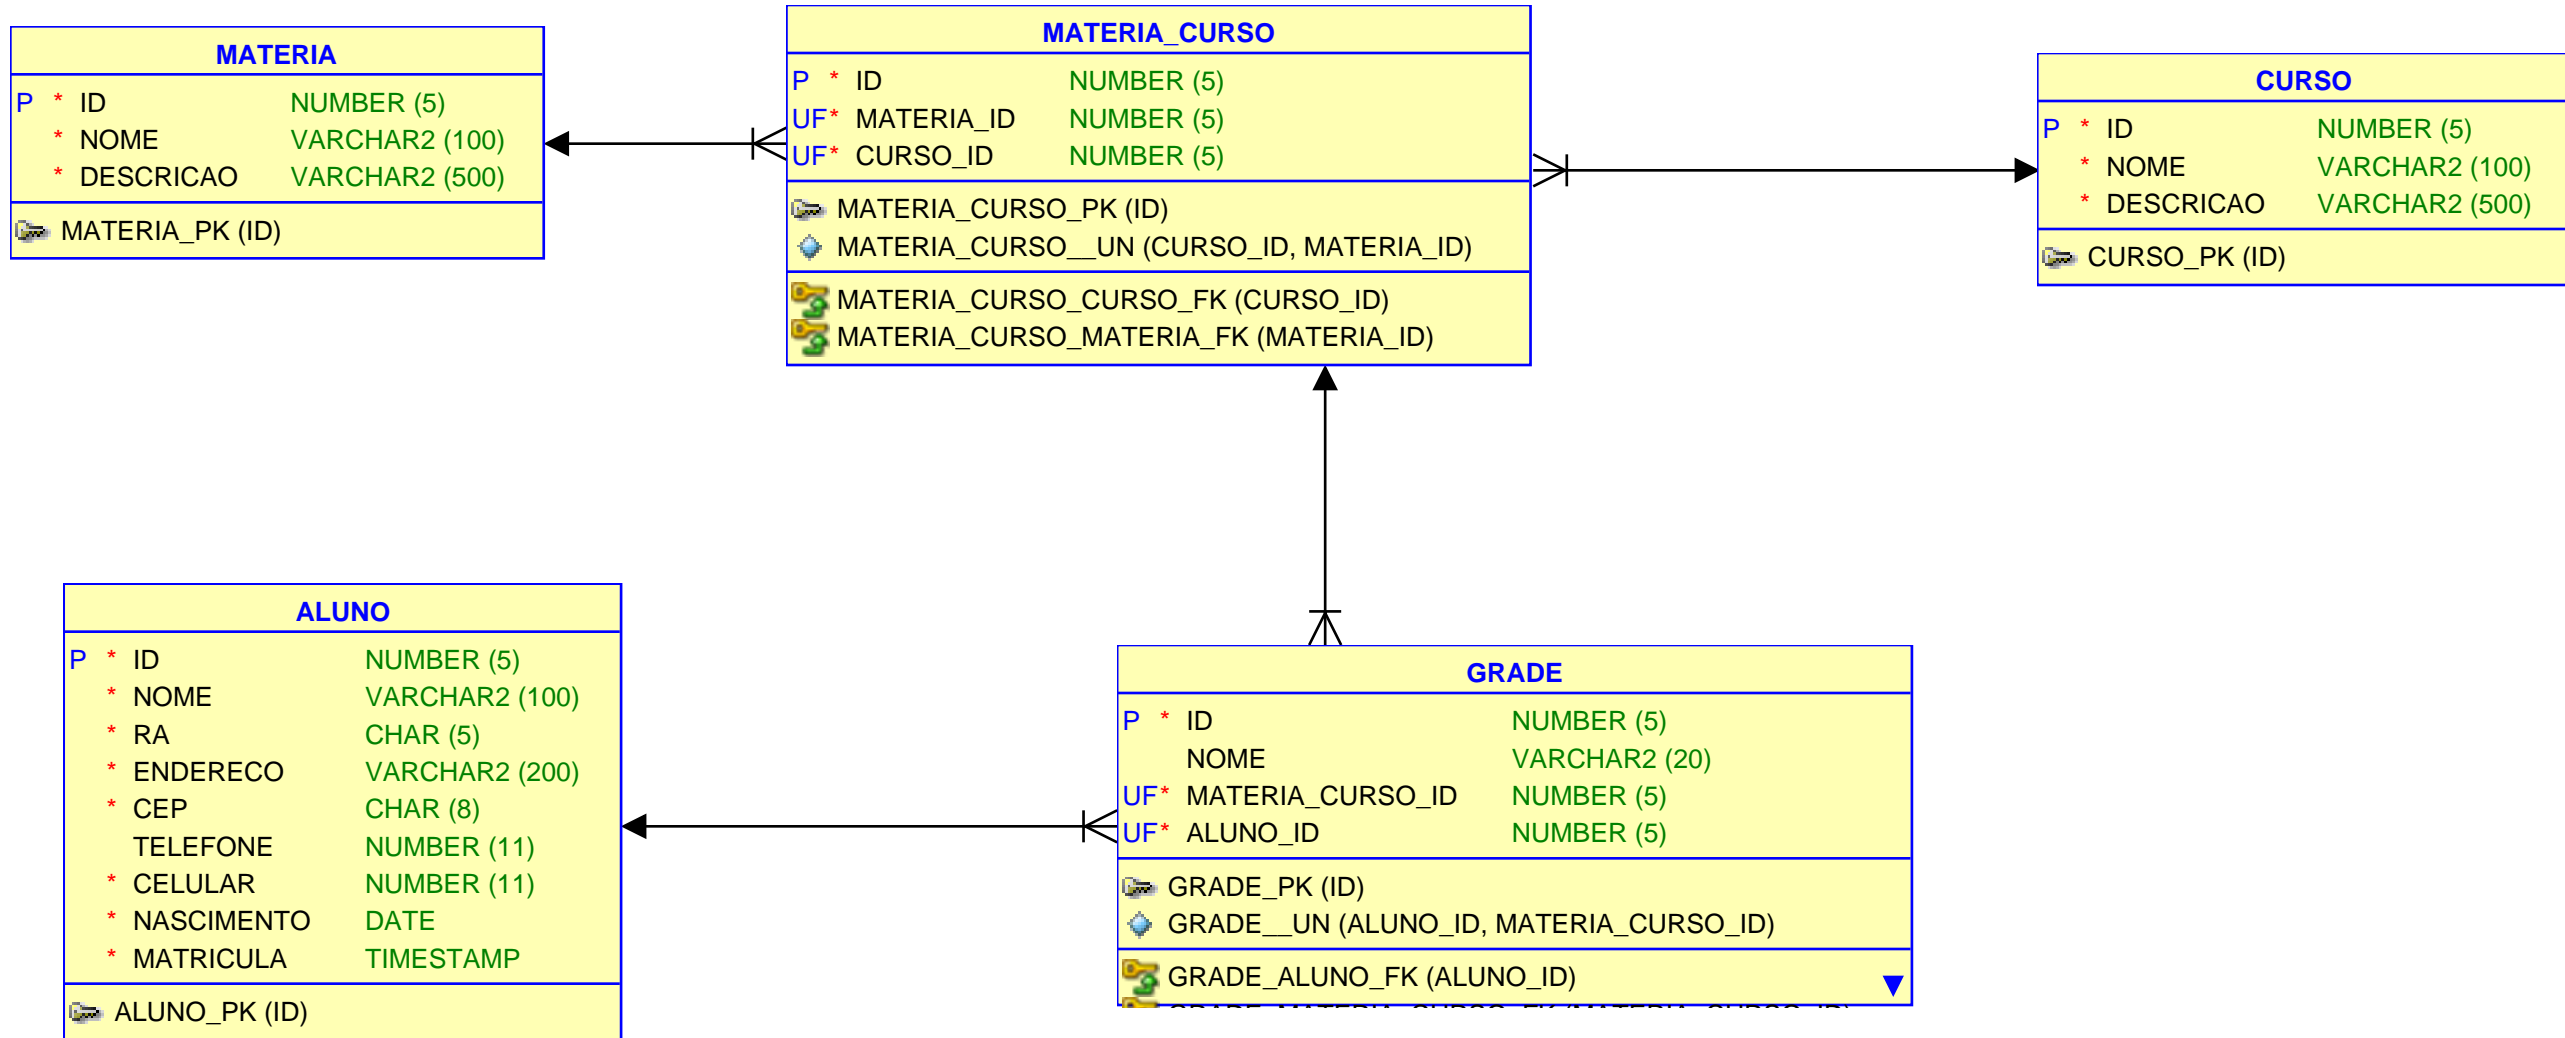 MATERIA
P * ID NUMBER (5)
* NOME VARCHAR2 (100)
* DESCRICAO VARCHAR2 (500)
MATERIA_PK (ID)
MATERIA_CURSO
P * ID NUMBER (5)
UF* MATERIA_ID NUMBER (5)
UF* CURSO_ID NUMBER (5)
MATERIA_CURSO_PK (ID)
MATERIA_CURSO__UN (CURSO_ID, MATERIA_ID)
MATERIA_CURSO_CURSO_FK (CURSO_ID)
MATERIA_CURSO_MATERIA_FK (MATERIA_ID)
CURSO
P * ID NUMBER (5)
* NOME VARCHAR2 (100)
* DESCRICAO VARCHAR2 (500)
CURSO_PK (ID)
ALUNO
P * ID NUMBER (5)
* NOME VARCHAR2 (100)
* RA CHAR (5)
* ENDERECO VARCHAR2 (200)
* CEP CHAR (8)
TELEFONE NUMBER (11)
* CELULAR NUMBER (11)
* NASCIMENTO DATE
* MATRICULA TIMESTAMP
ALUNO_PK (ID)
GRADE
P * ID NUMBER (5)
NOME VARCHAR2 (20)
UF* MATERIA_CURSO_ID NUMBER (5)
UF* ALUNO_ID NUMBER (5)
GRADE_PK (ID)
GRADE__UN (ALUNO_ID, MATERIA_CURSO_ID)
GRADE_ALUNO_FK (ALUNO_ID)